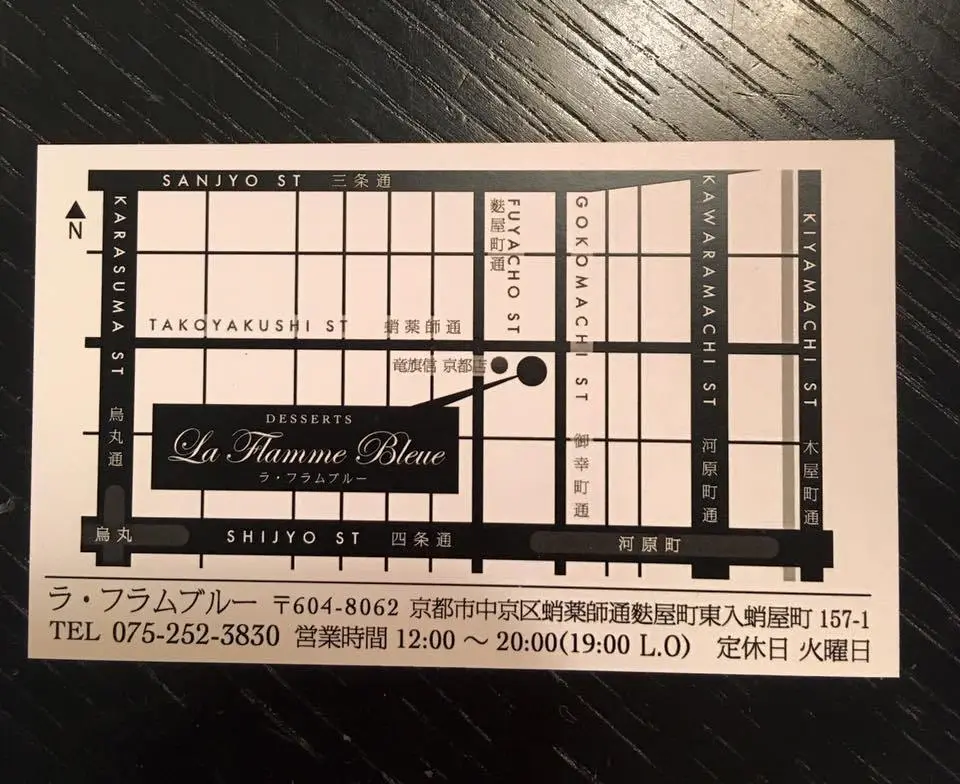 SANJYO ST 三条通
N
KARASUMA ST 烏丸通
麩屋町通
FUYACHO ST
GOKOMACHI ST 御幸町通
KAWARAMACHI ST 河原町通
KIYAMACHI ST 木屋町通
TAKOYAKUSHI ST 蛸薬師通
竜旗信 京都店
DESSERTS
La Flamme Bleue
ラ・フラムブルー
烏丸
SHIJYO ST 四条通
河原町
ラ・フラムブルー 〒604-8062 京都市中京区蛸薬師通麩屋町東入蛸屋町 157-1
TEL 075-252-3830 営業時間 12:00 〜 20:00(19:00 L.O) 定休日 火曜日